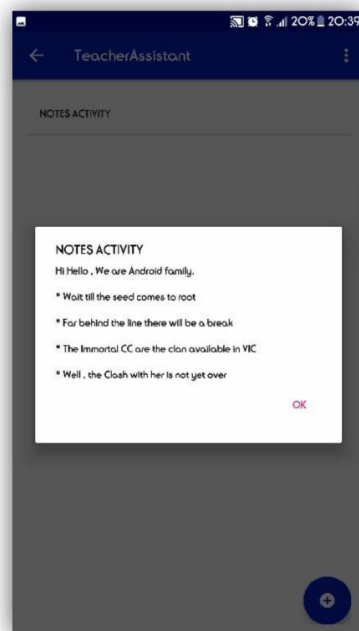 20% 20:39
TeacherAssistant
NOTES ACTIVITY
NOTES ACTIVITY
Hi Hello , We are Android family.
* Wait till the seed comes to root
* Far behind the line there will be a break
* The Immortal CC are the clan available in VIC
* Well , the Clash with her is not yet over
OK